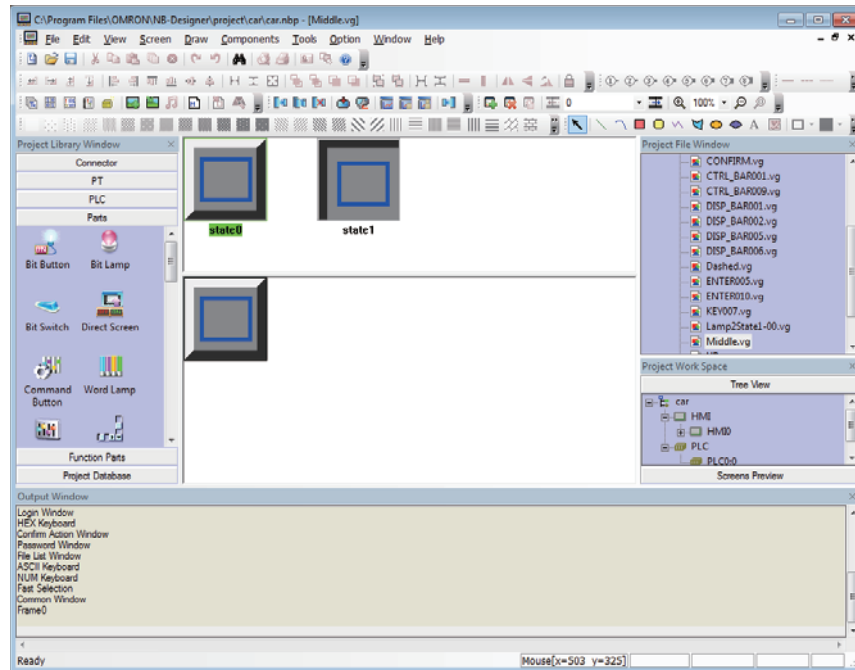 C:\Program Files\OMRON\NB-Designer\project\car\car.nbp - [Middle.vg]
File Edit View Screen Draw Components Tools Option Window Help
0 100%
Project Library Window
Connector
PT
PLC
Parts
Bit Button Bit Lamp
Bit Switch Direct Screen
Command Button Word Lamp
Function Parts
Project Database
state0 state1
Project File Window
CONFIRM.vg
CTRL_BAR001.vg
CTRL_BAR009.vg
DISP_BAR001.vg
DISP_BAR002.vg
DISP_BAR005.vg
DISP_BAR006.vg
Dashed.vg
ENTER005.vg
ENTER010.vg
KEY007.vg
Lamp2State1-00.vg
Middle.vg
Project Work Space
Tree View
car
HMI
HMI0
PLC
PLC0:0
Screens Preview
Output Window
Login Window
HEX Keyboard
Confirm Action Window
Password Window
File List Window
ASCII Keyboard
NUM Keyboard
Fast Selection
Common Window
Frame0
Ready Mouse[x=503 y=325]